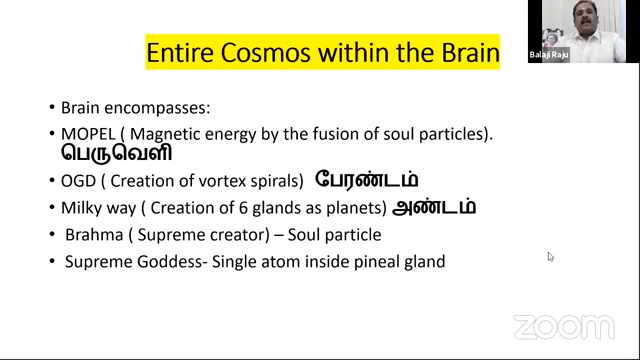 Entire Cosmos within the Brain
Balaji Raju
• Brain encompasses:
• MOPEL ( Magnetic energy by the fusion of soul particles).
பெருவெளி
• OGD ( Creation of vortex spirals) பேரண்டம்
• Milky way ( Creation of 6 glands as planets) அண்டம்
• Brahma ( Supreme creator) – Soul particle
• Supreme Goddess- Single atom inside pineal gland
zoom